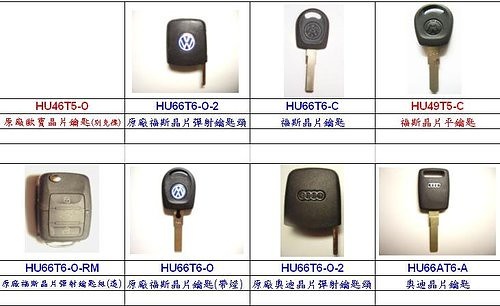 HU46T5-O
HU66T6-O-2
HU66T6-C
HU49T5-C
原廠歐寶晶片鑰匙(別克標)
原廠福斯晶片彈射鑰匙頭
福斯晶片鑰匙
福斯晶片平鑰匙
HU66T6-O-RM
HU66T6-O
HU66T6-O-2
HU66AT6-A
原廠福斯晶片彈射鑰匙組(遙)
原廠福斯晶片鑰匙(帶燈)
原廠奧迪晶片彈射鑰匙頭
奧迪晶片鑰匙